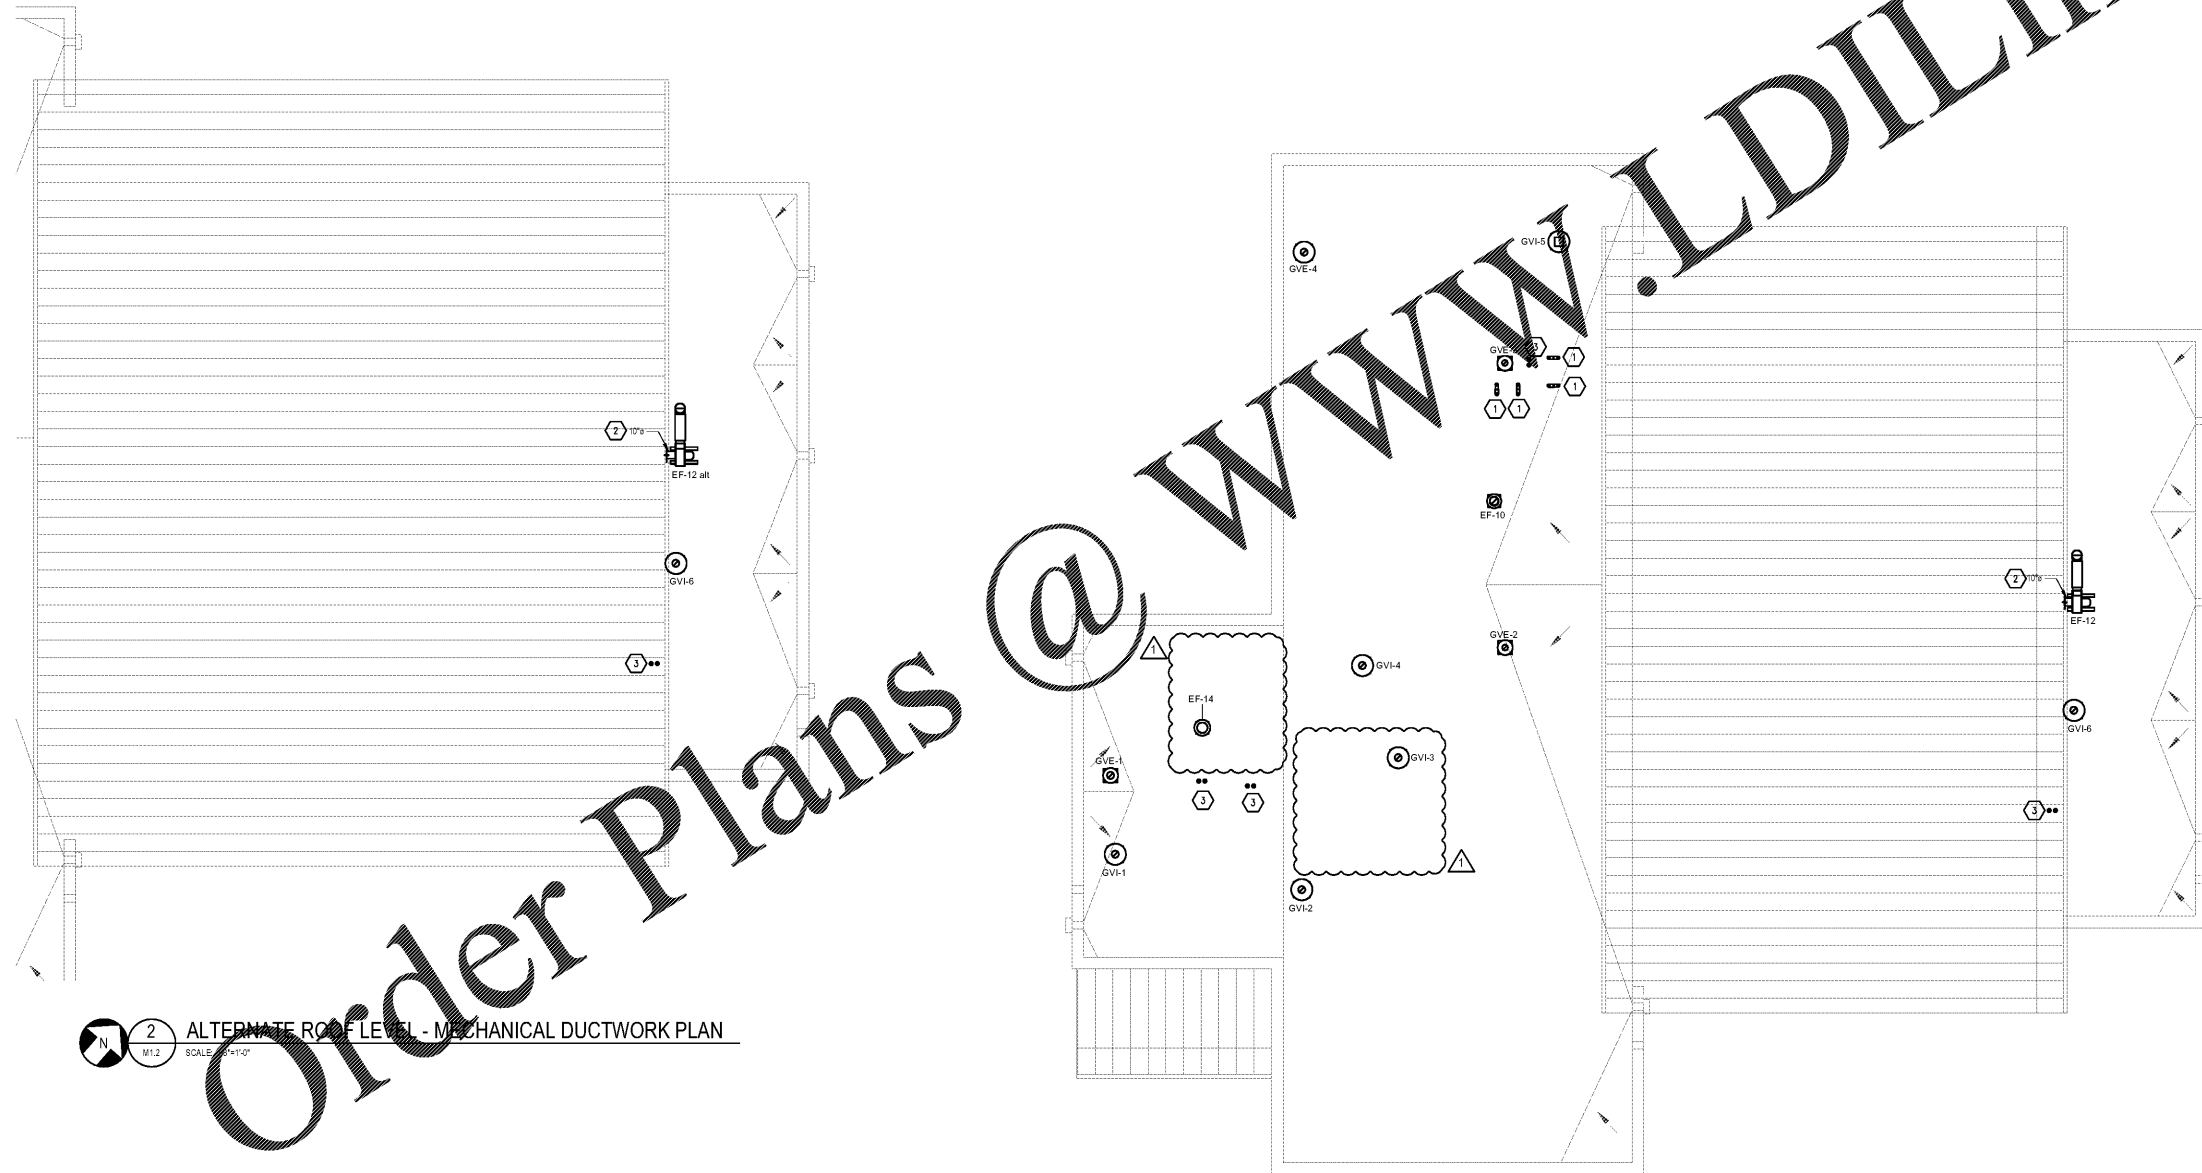 GVE-4
GVI-5
3
1
1
1
1
2
10"ø
EF-12 alt
EF-10
GVI-6
3
2
10"ø
EF-12
GVE-2
1
GVI-4
EF-14
GVI-6
GVE-1
GVI-3
3
3
3
1
GVI-1
GVI-2
N
2
M1.2
ALTERNATE ROOF LEVEL - MECHANICAL DUCTWORK PLAN
Order Plans @ WWW